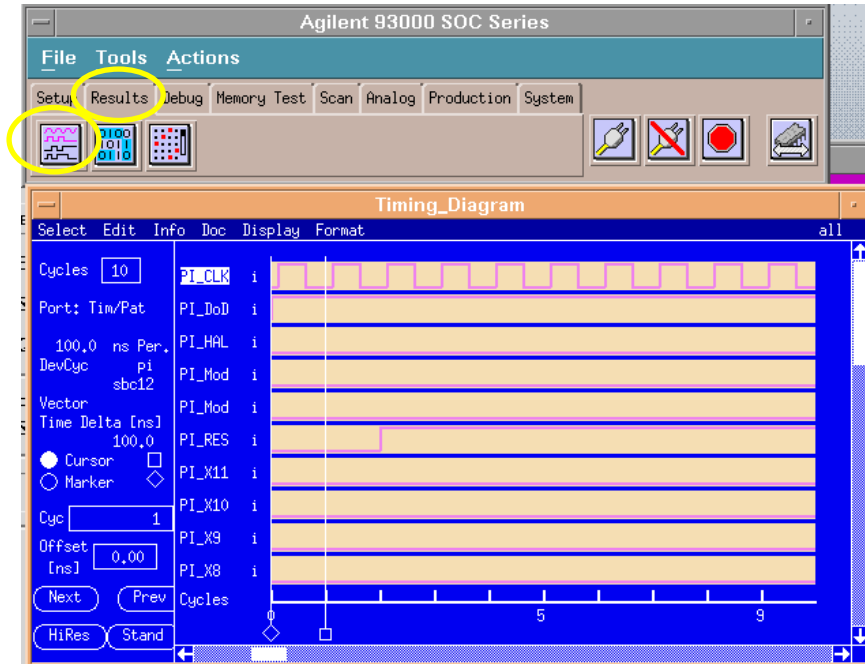 Agilent 93000 SOC Series
File Tools Actions
Setup Results Debug Memory Test Scan Analog Production System
Timing_Diagram
Select Edit Info Doc Display Format all
Cycles 10
PI_CLK i
Port: Tim/Pat
PI_DoD i
100.0 ns Per.
PI_HAL i
DevCyc pi
PI_Mod i
sbc12
Vector
PI_Mod i
Time Delta [ns]
100.0
PI_RES i
Cursor
Marker
PI_X11 i
PI_X10 i
Cyc 1
PI_X9 i
Offset 0.00
[ns]
PI_X8 i
Next Prev
Cycles
0 5 9
HiRes Stand